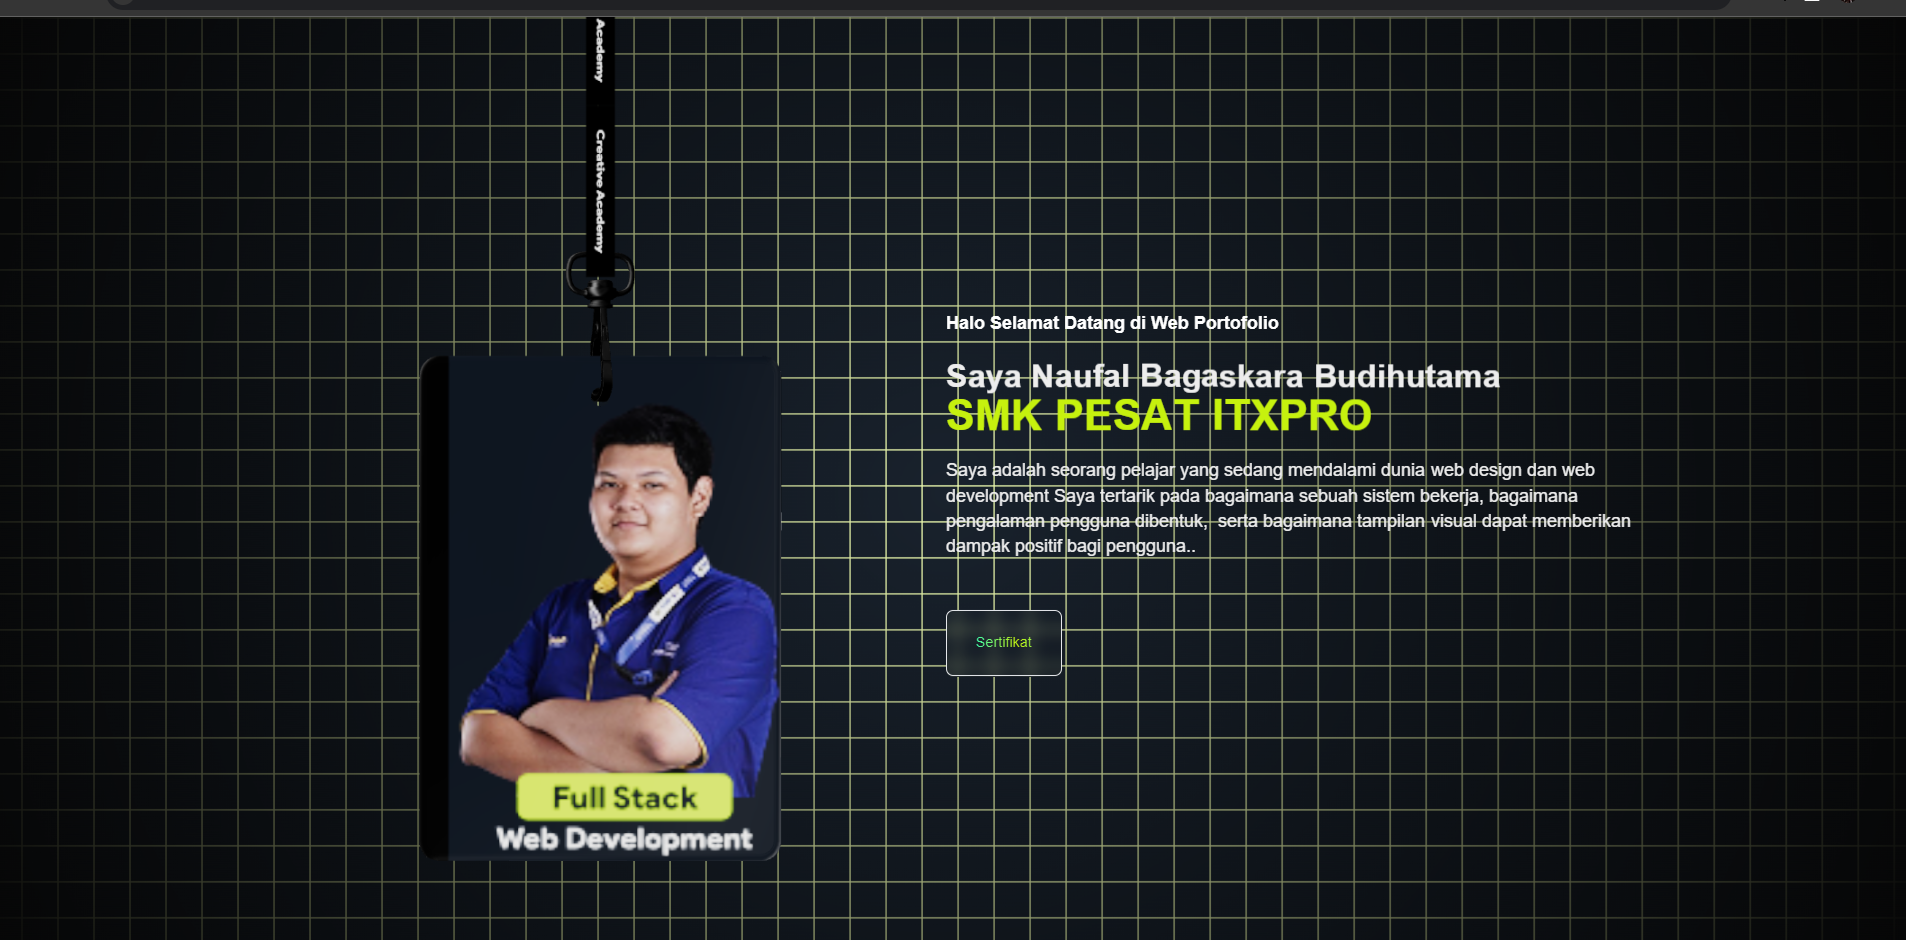 Academy
Creative Academy
Halo Selamat Datang di Web Portofolio
Saya Naufal Bagaskara Budihutama
SMK PESAT ITXPRO
Saya adalah seorang pelajar yang sedang mendalami dunia web design dan web
development Saya tertarik pada bagaimana sebuah sistem bekerja, bagaimana
pengalaman pengguna dibentuk,  serta bagaimana tampilan visual dapat memberikan
dampak positif bagi pengguna..
Sertifikat
Full Stack
Web Development